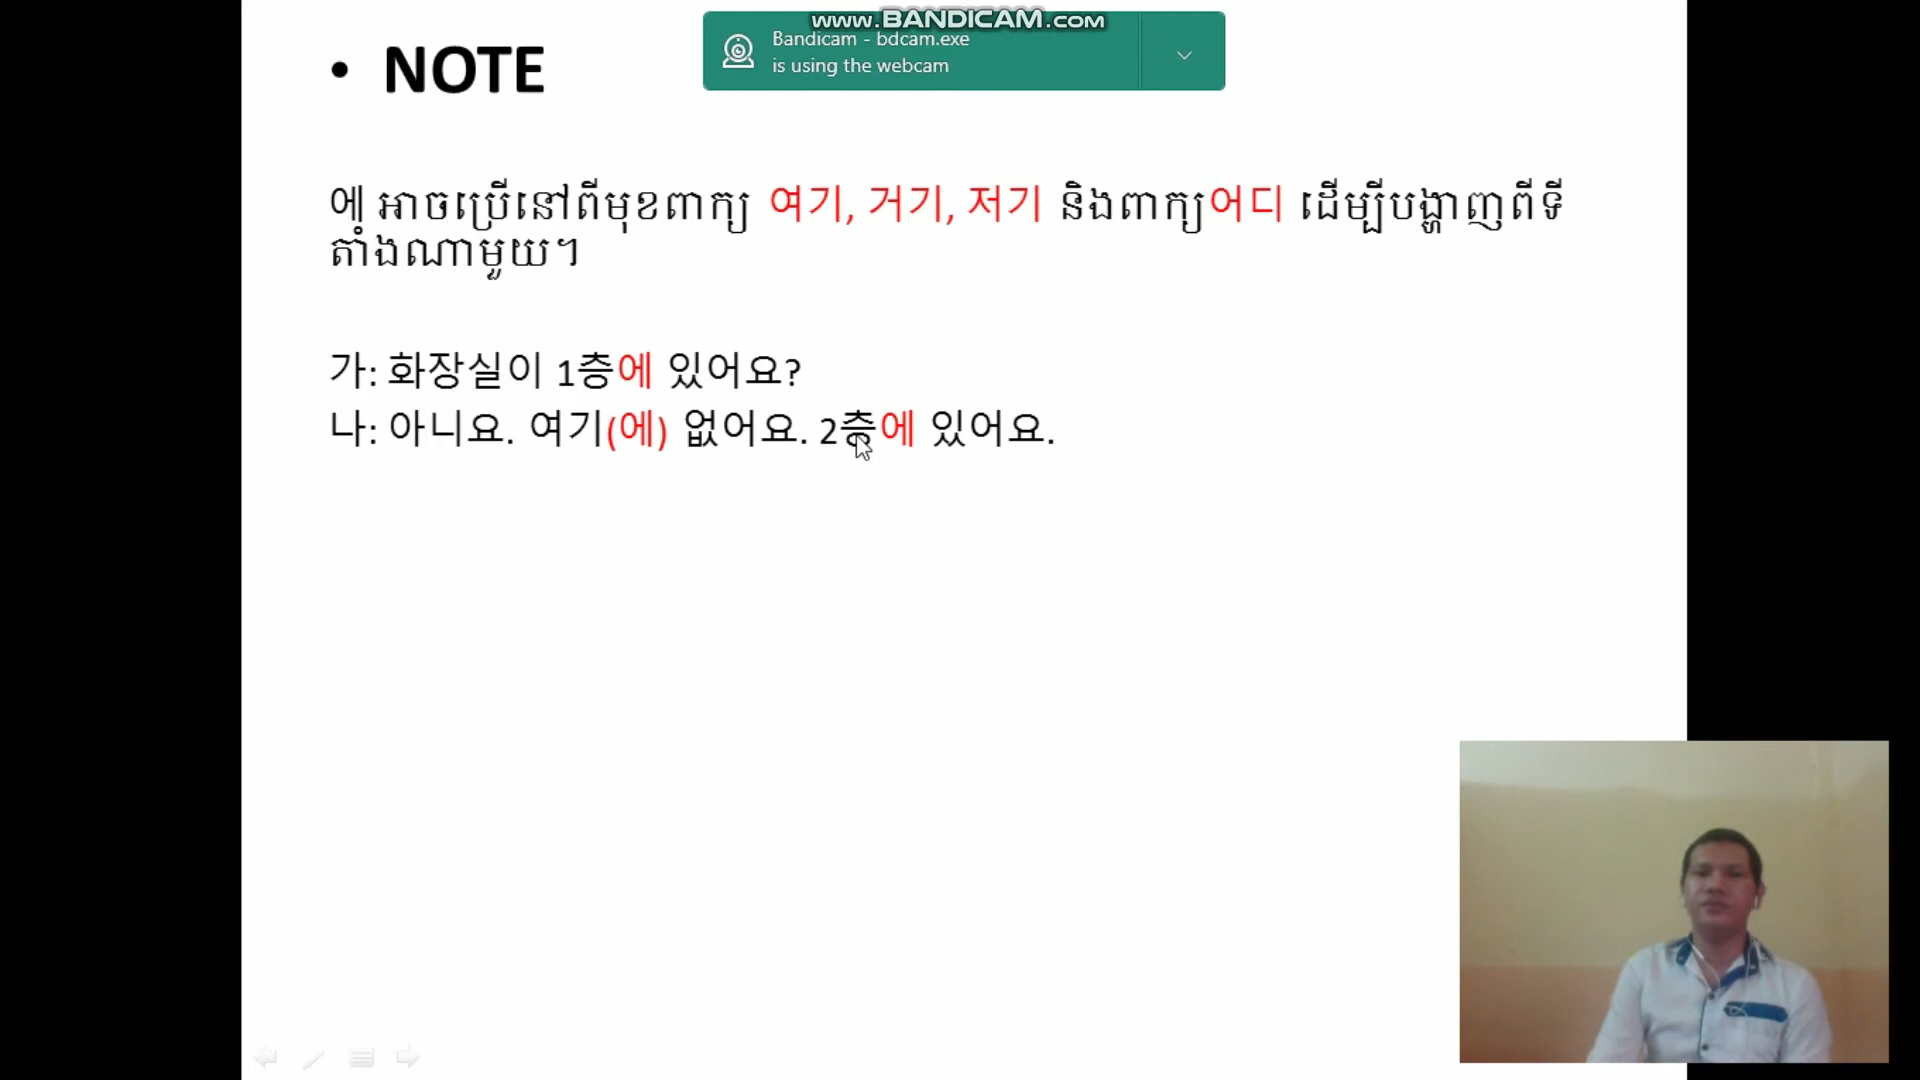 www.BANDICAM.com
Bandicam - bdcam.exe
is using the webcam
• NOTE
에 អាចប្រើនៅពីមុខពាក្យ 여기, 거기, 저기 និងពាក្យ어디 ដើម្បីបង្ហាញពីទី
តាំងណាមួយ។
가: 화장실이 1층에 있어요?
나: 아니요. 여기(에) 없어요. 2층에 있어요.